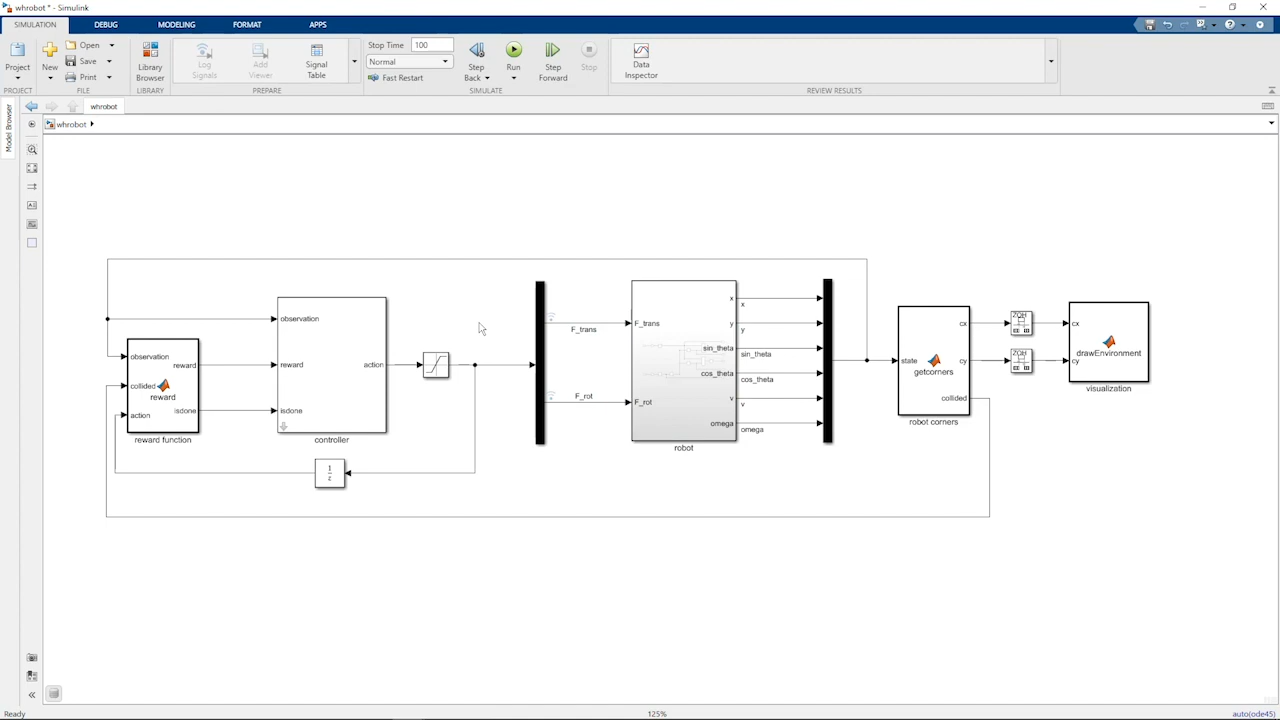 whrobot * - Simulink
SIMULATION DEBUG MODELING FORMAT APPS
Project
New
Open
Save
Print
Library
Browser
Log
Signals
Add
Viewer
Signal
Table
Stop Time 100
Normal
Fast Restart
Step
Back
Run
Step
Forward
Stop
Data
Inspector
PROJECT FILE LIBRARY PREPARE SIMULATE REVIEW RESULTS
Model Browser
whrobot
whrobot
observation
collided
action
reward
isdone
reward
reward function
observation
reward
isdone
action
controller
1
z
F_trans
F_rot
F_trans
F_rot
x
y
sin_theta
cos_theta
v
omega
robot
x
y
sin_theta
cos_theta
v
omega
state
cx
cy
collided
getcorners
robot corners
ZOH
ZOH
cx
cy
drawEnvironment
visualization
Ready
125%
auto(ode45)